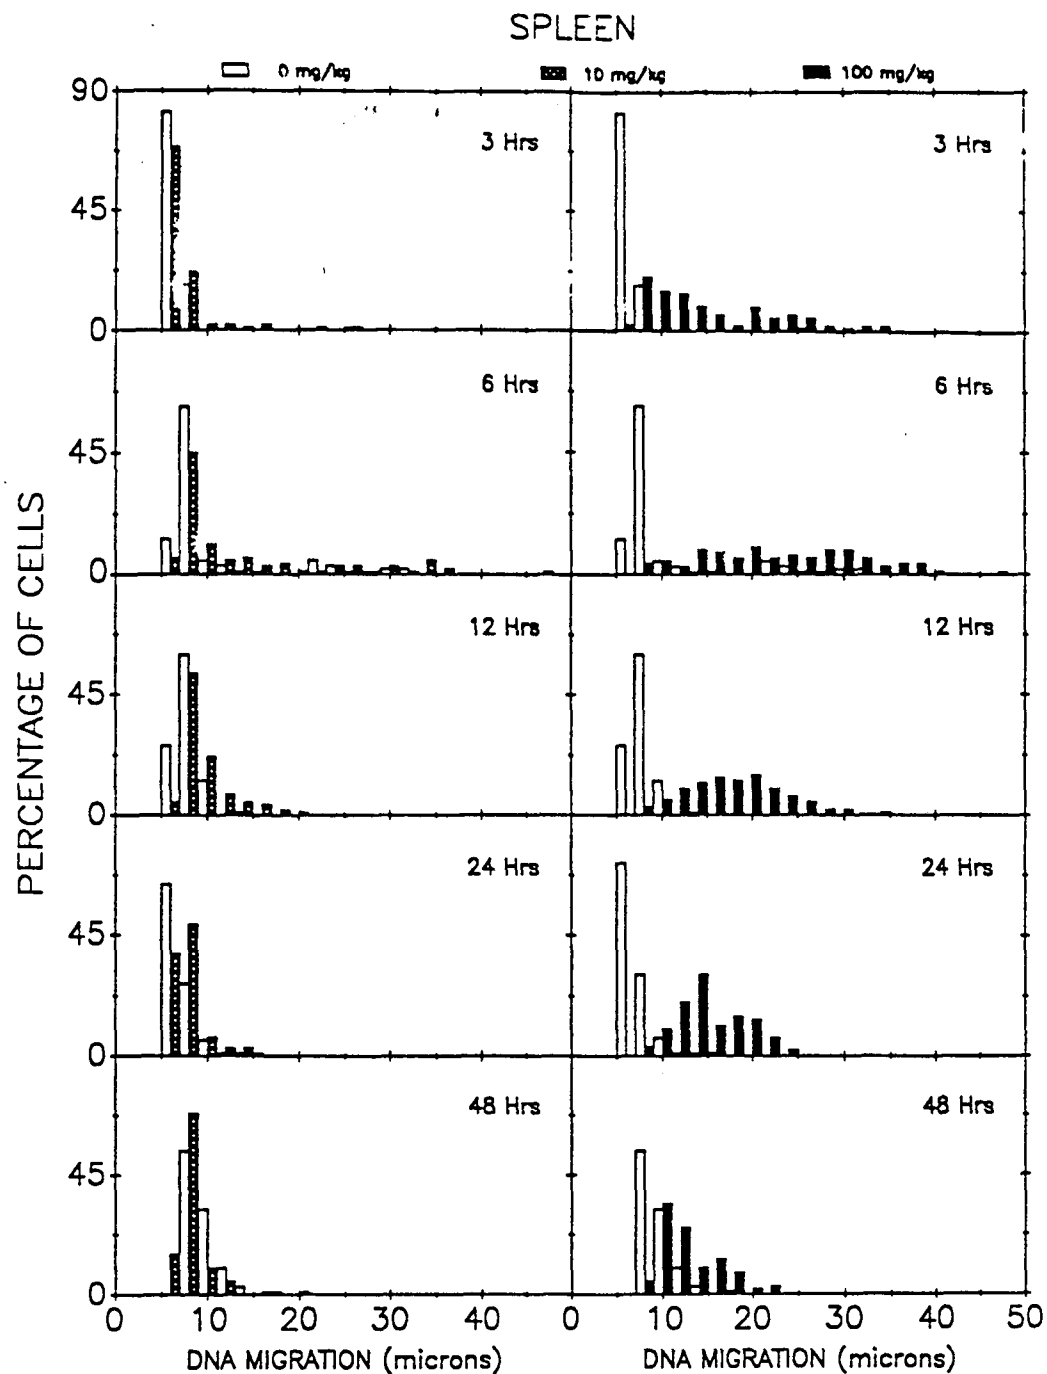 SPLEEN
0 mg/kg 10 mg/kg 100 mg/kg
90
3 Hrs 3 Hrs
45
0
6 Hrs 6 Hrs
45
0
12 Hrs 12 Hrs
45
0
24 Hrs 24 Hrs
45
0
48 Hrs 48 Hrs
45
0
PERCENTAGE OF CELLS
0 10 20 30 40 0 10 20 30 40 50
DNA MIGRATION (microns) DNA MIGRATION (microns)